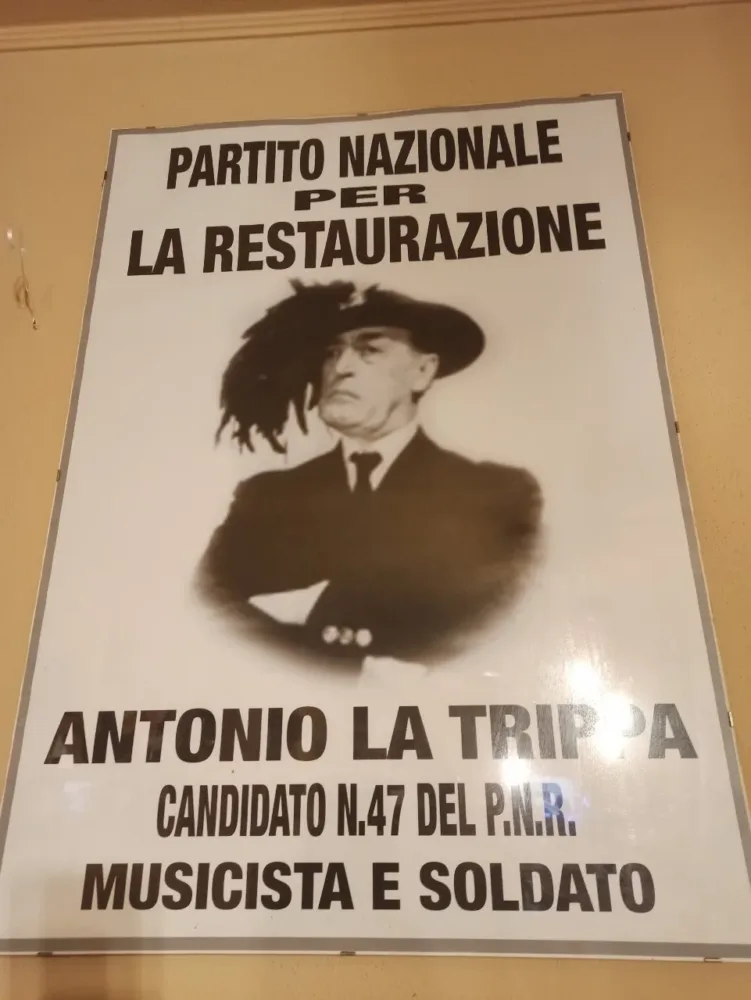 PARTITO NAZIONALE
PER
LA RESTAURAZIONE
ANTONIO LA TRIPPA
CANDIDATO N.47 DEL P.N.R.
MUSICISTA E SOLDATO